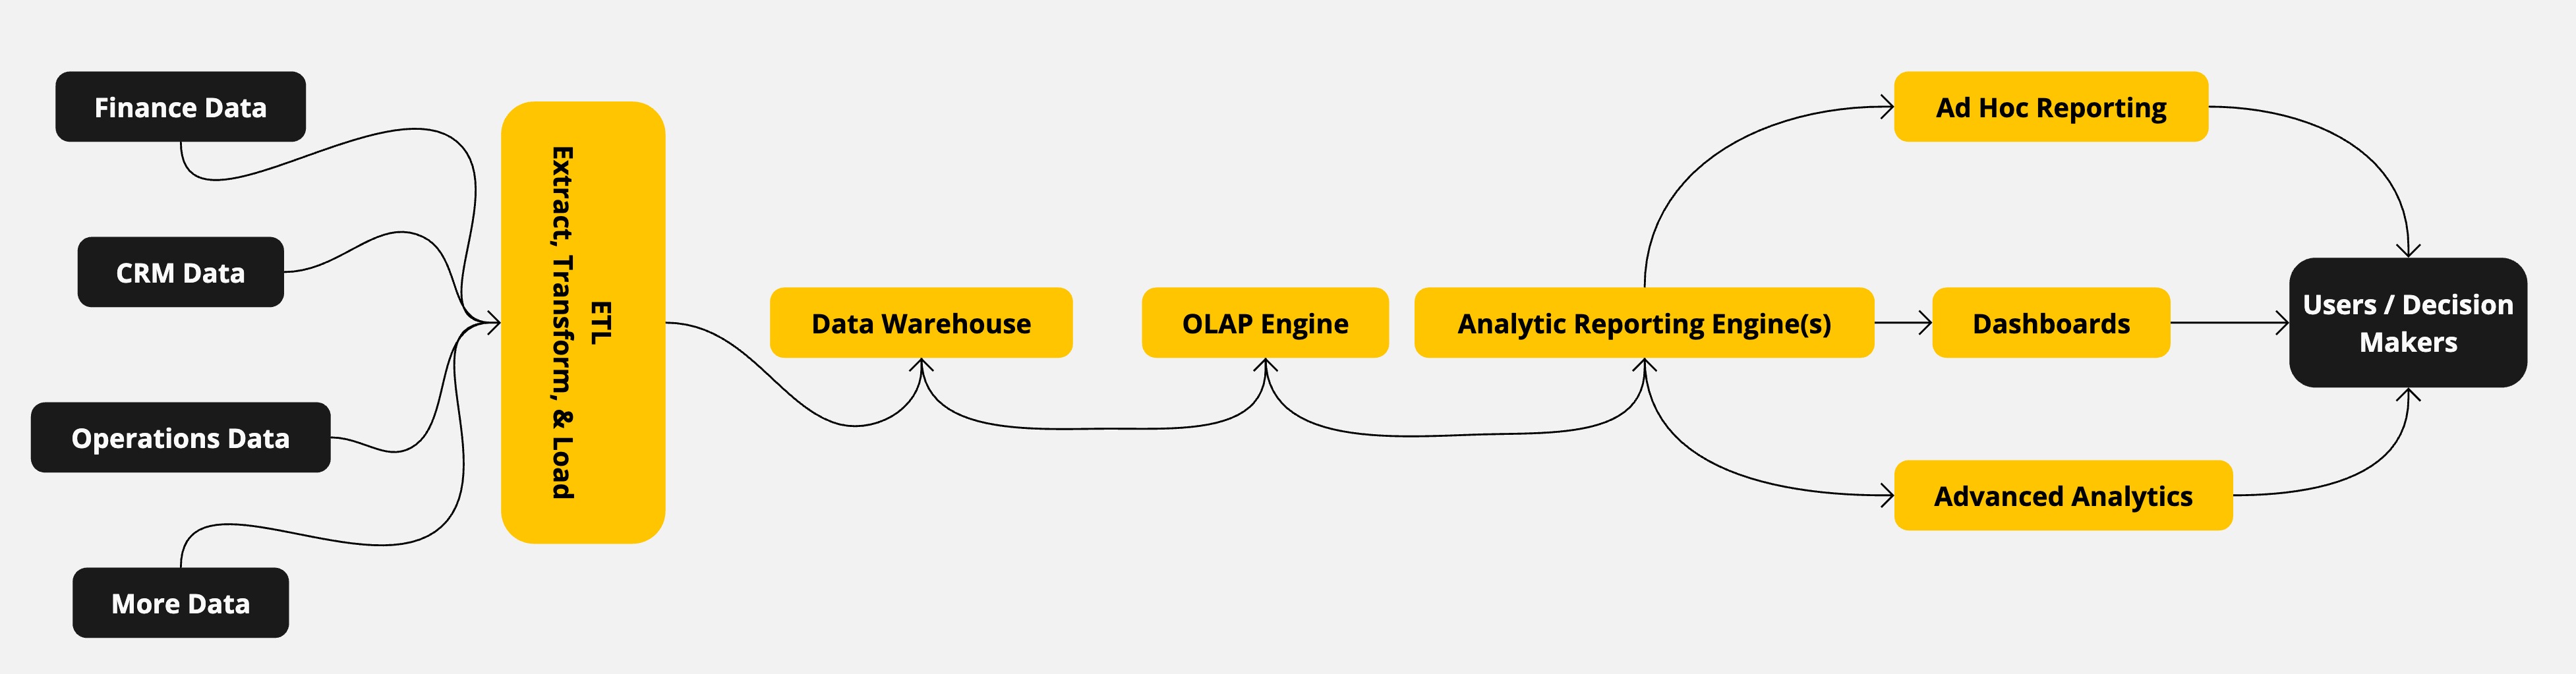 Finance Data
CRM Data
Operations Data
More Data
ETL
Extract, Transform, & Load
Data Warehouse
OLAP Engine
Analytic Reporting Engine(s)
Ad Hoc Reporting
Dashboards
Advanced Analytics
Users / Decision
Makers